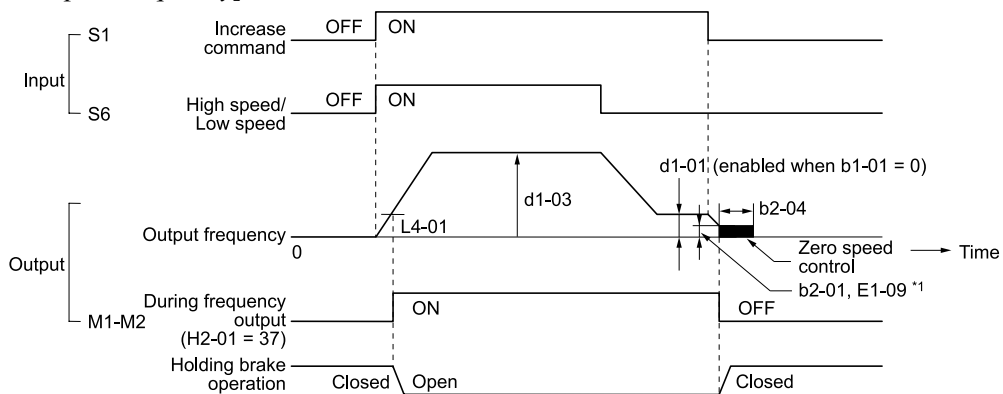 S1
Increase
command
OFF
ON
Input
S6
High speed/
Low speed
OFF
ON
d1-01 (enabled when b1-01 = 0)
d1-03
b2-04
L4-01
Output frequency
0
Zero speed
control
Time
b2-01, E1-09 *1
Output
M1-M2
During frequency
output
(H2-01 = 37)
ON
OFF
Holding brake
operation
Closed
Open
Closed